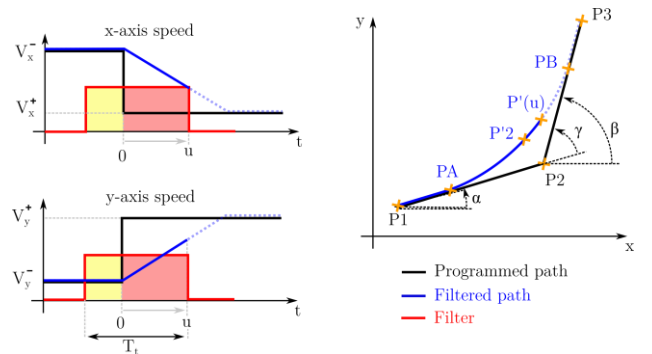 x-axis speed
V_x^-
V_x^+
0
u
t
y-axis speed
V_y^+
V_y^-
0
u
t
T_t
y
P3
PB
P'(u)
P'2
γ
β
PA
P2
α
P1
x
Programmed path
Filtered path
Filter